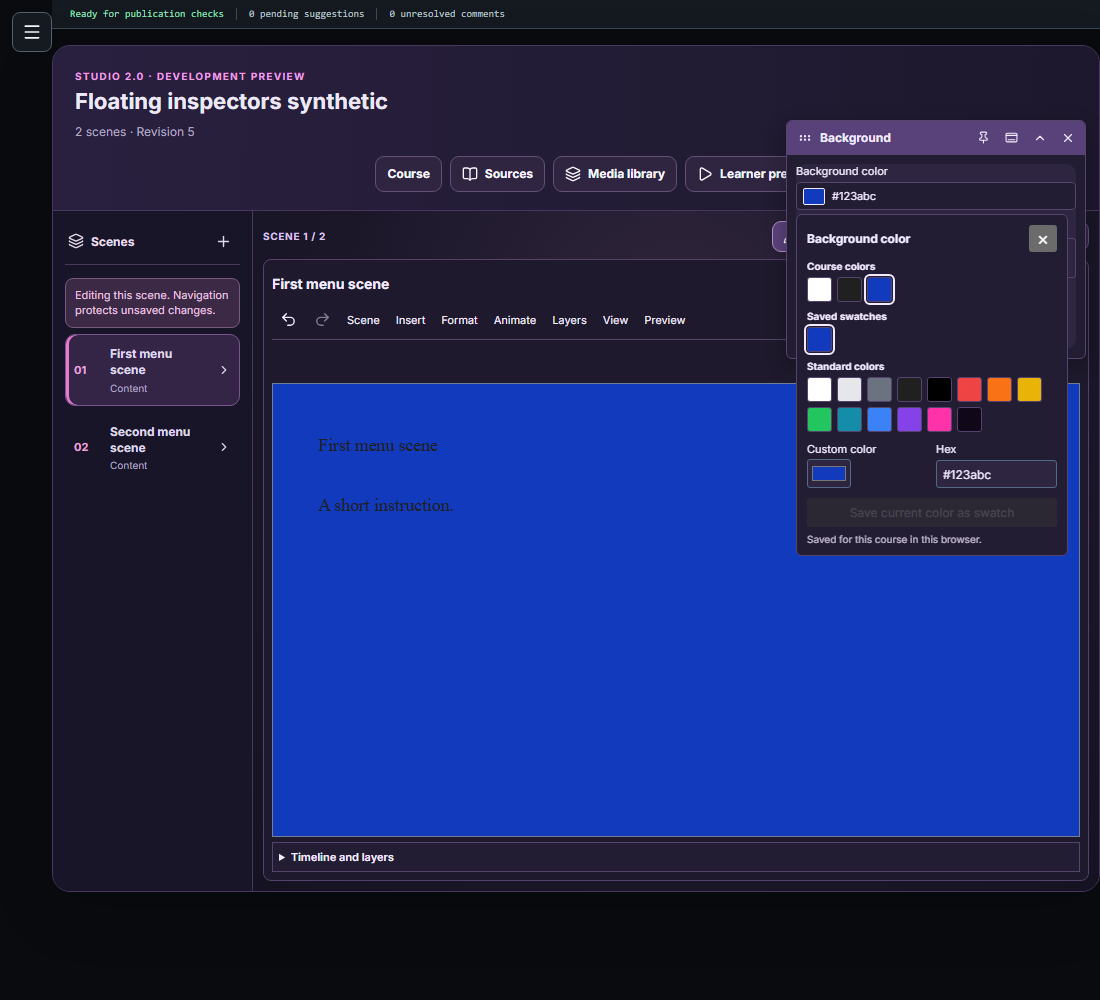 Ready for publication checks
0 pending suggestions
0 unresolved comments
STUDIO 2.0 · DEVELOPMENT PREVIEW
Floating inspectors synthetic
2 scenes · Revision 5
Course
Sources
Media library
Learner pre
Scenes
Editing this scene. Navigation
protects unsaved changes.
01
First menu
scene
Content
02
Second menu
scene
Content
SCENE 1 / 2
First menu scene
Scene
Insert
Format
Animate
Layers
View
Preview
First menu scene
A short instruction.
Timeline and layers
Background
Background color
#123abc
Background color
Course colors
Saved swatches
Standard colors
Custom color
Hex
#123abc
Save current color as swatch
Saved for this course in this browser.